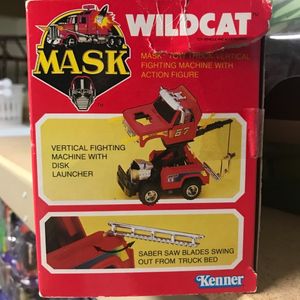 WILDCAT
MASK
MASK TOW TRUCK/VERTICAL
FIGHTING MACHINE WITH
ACTION FIGURE
67
VERTICAL FIGHTING
MACHINE WITH
DISK
LAUNCHER
SABER SAW BLADES SWING
OUT FROM TRUCK BED
Kenner